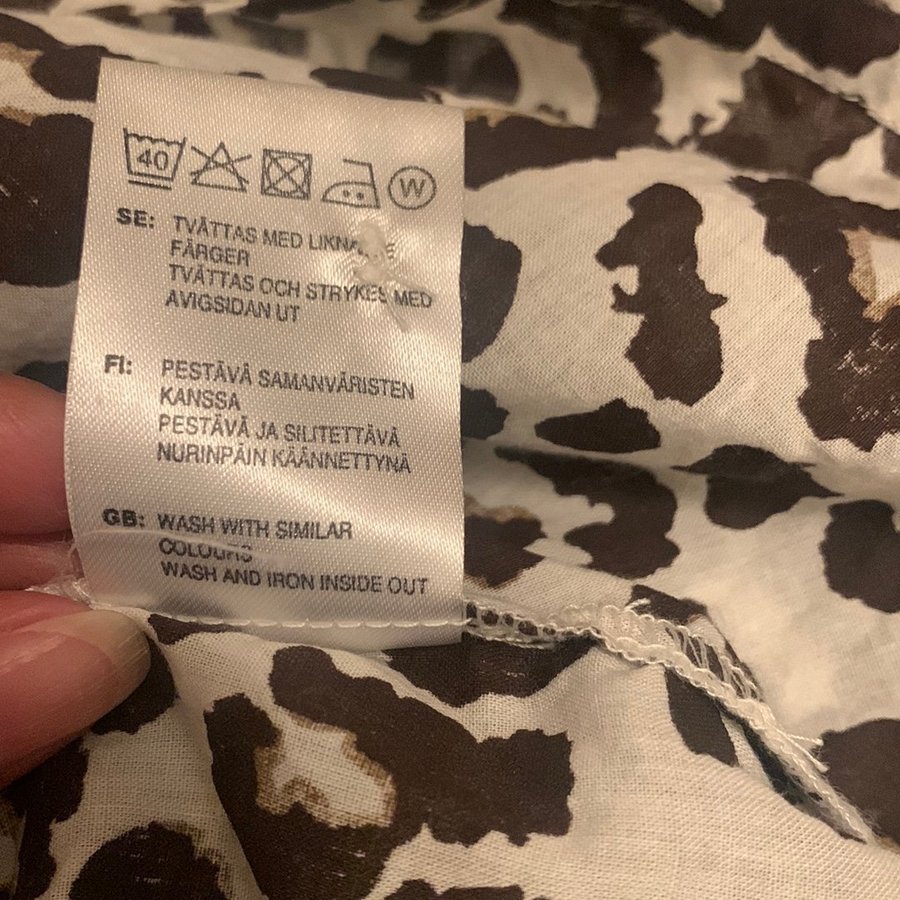 40
W
SE: TVÄTTAS MED LIKNANDE
FÄRGER
TVÄTTAS OCH STRYKES MED
AVIGSIDAN UT
FI: PESTÄVÄ SAMANVÄRISTEN
KANSSA
PESTÄVÄ JA SILITETTÄVÄ
NURINPÄIN KÄÄNNETTYNÄ
GB: WASH WITH SIMILAR
COLOURS
WASH AND IRON INSIDE OUT